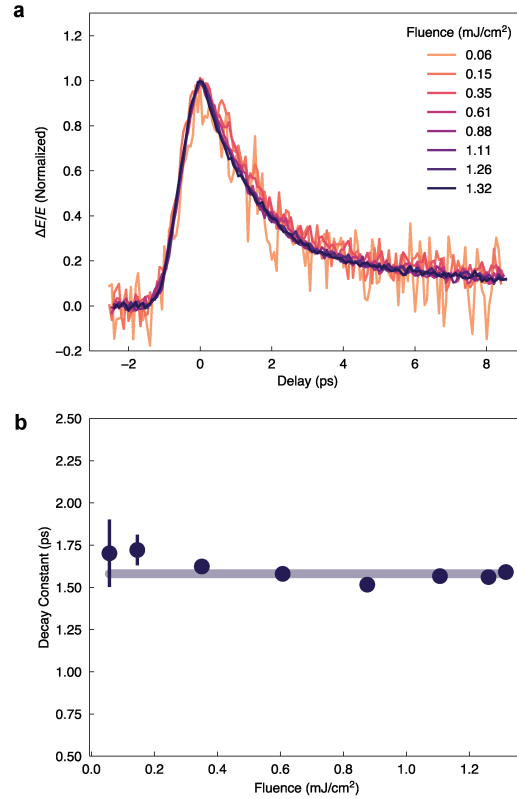 a
Fluence (mJ/cm²)
0.06
0.15
0.35
0.61
0.88
1.11
1.26
1.32
1.2
1.0
0.8
0.6
0.4
0.2
0.0
−0.2
ΔE/E (Normalized)
−2 0 2 4 6 8
Delay (ps)
b
2.50
2.25
2.00
1.75
1.50
1.25
1.00
0.75
0.50
Decay Constant (ps)
0.0 0.2 0.4 0.6 0.8 1.0 1.2
Fluence (mJ/cm²)